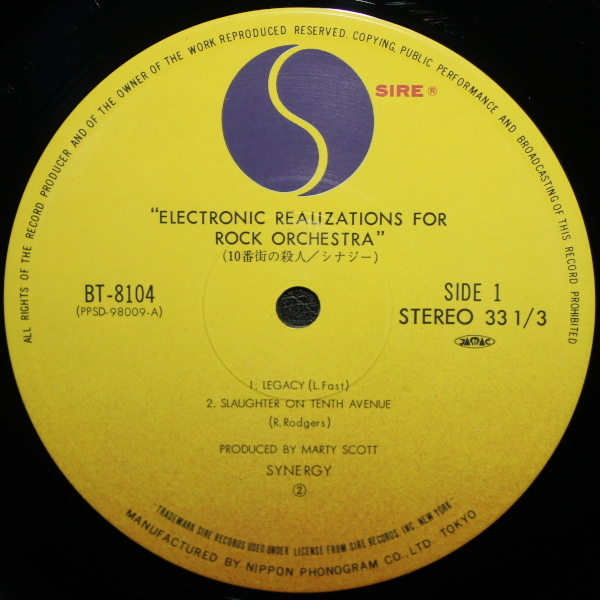 ALL RIGHTS OF THE RECORD PRODUCER AND OF THE OWNER OF THE WORK REPRODUCED RESERVED. COPYING, PUBLIC PERFORMANCE AND BROADCASTING OF THIS RECORD PROHIBITED
SIRE ®
"ELECTRONIC REALIZATIONS FOR
ROCK ORCHESTRA"
(10番街の殺人/シナジー)
BT-8104
(PPSD-98009-A)
SIDE 1
STEREO 33 1/3
JASRAC
1. LEGACY (L. Fast)
2. SLAUGHTER ON TENTH AVENUE
(R. Rodgers)
PRODUCED BY MARTY SCOTT
SYNERGY
②
"TRADEMARK SIRE RECORDS USED UNDER LICENSE FROM SIRE RECORDS, INC. NEW YORK"
MANUFACTURED BY NIPPON PHONOGRAM CO., LTD. TOKYO